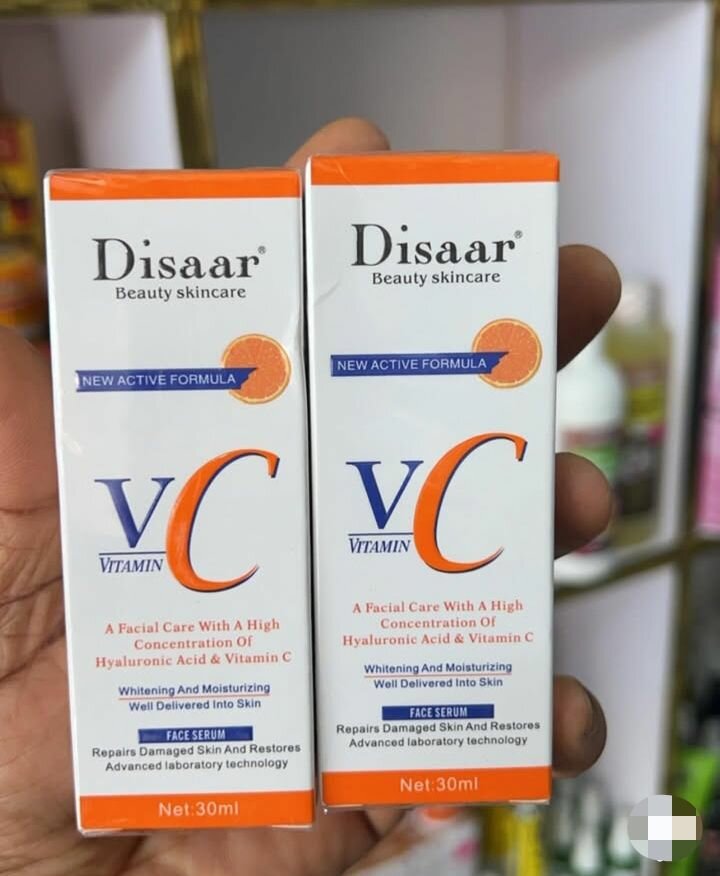 Disaar®
Beauty skincare
NEW ACTIVE FORMULA
VC
VITAMIN
A Facial Care With A High
Concentration Of
Hyaluronic Acid & Vitamin C
Whitening And Moisturizing
Well Delivered Into Skin
FACE SERUM
Repairs Damaged Skin And Restores
Advanced laboratory technology
Net:30ml
Disaar®
Beauty skincare
NEW ACTIVE FORMULA
VC
VITAMIN
A Facial Care With A High
Concentration Of
Hyaluronic Acid & Vitamin C
Whitening And Moisturizing
Well Delivered Into Skin
FACE SERUM
Repairs Damaged Skin And Restores
Advanced laboratory technology
Net:30ml